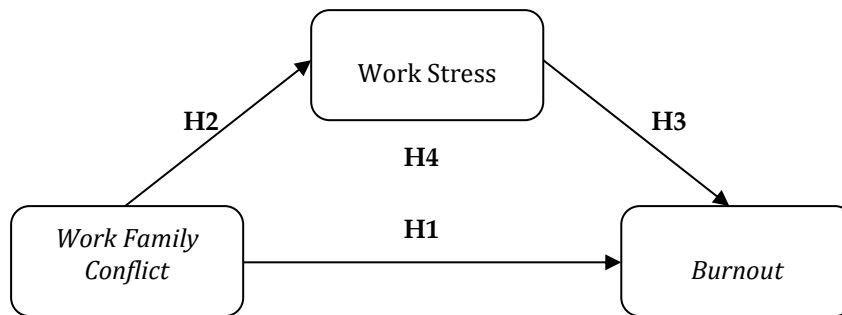 Work Stress
H2
H3
H4
H1
Work Family
Conflict
Burnout